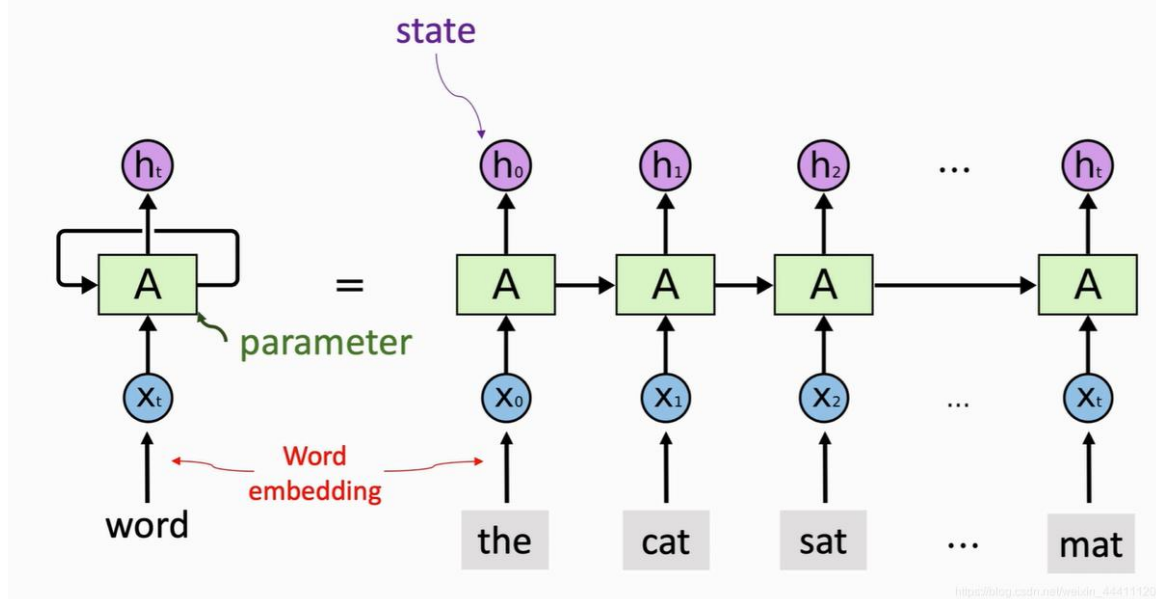 state
hₜ h₀ h₁ h₂ ... hₜ
A = A A A A
parameter
xₜ x₀ x₁ x₂ ... xₜ
Word
embedding
word the cat sat ... mat